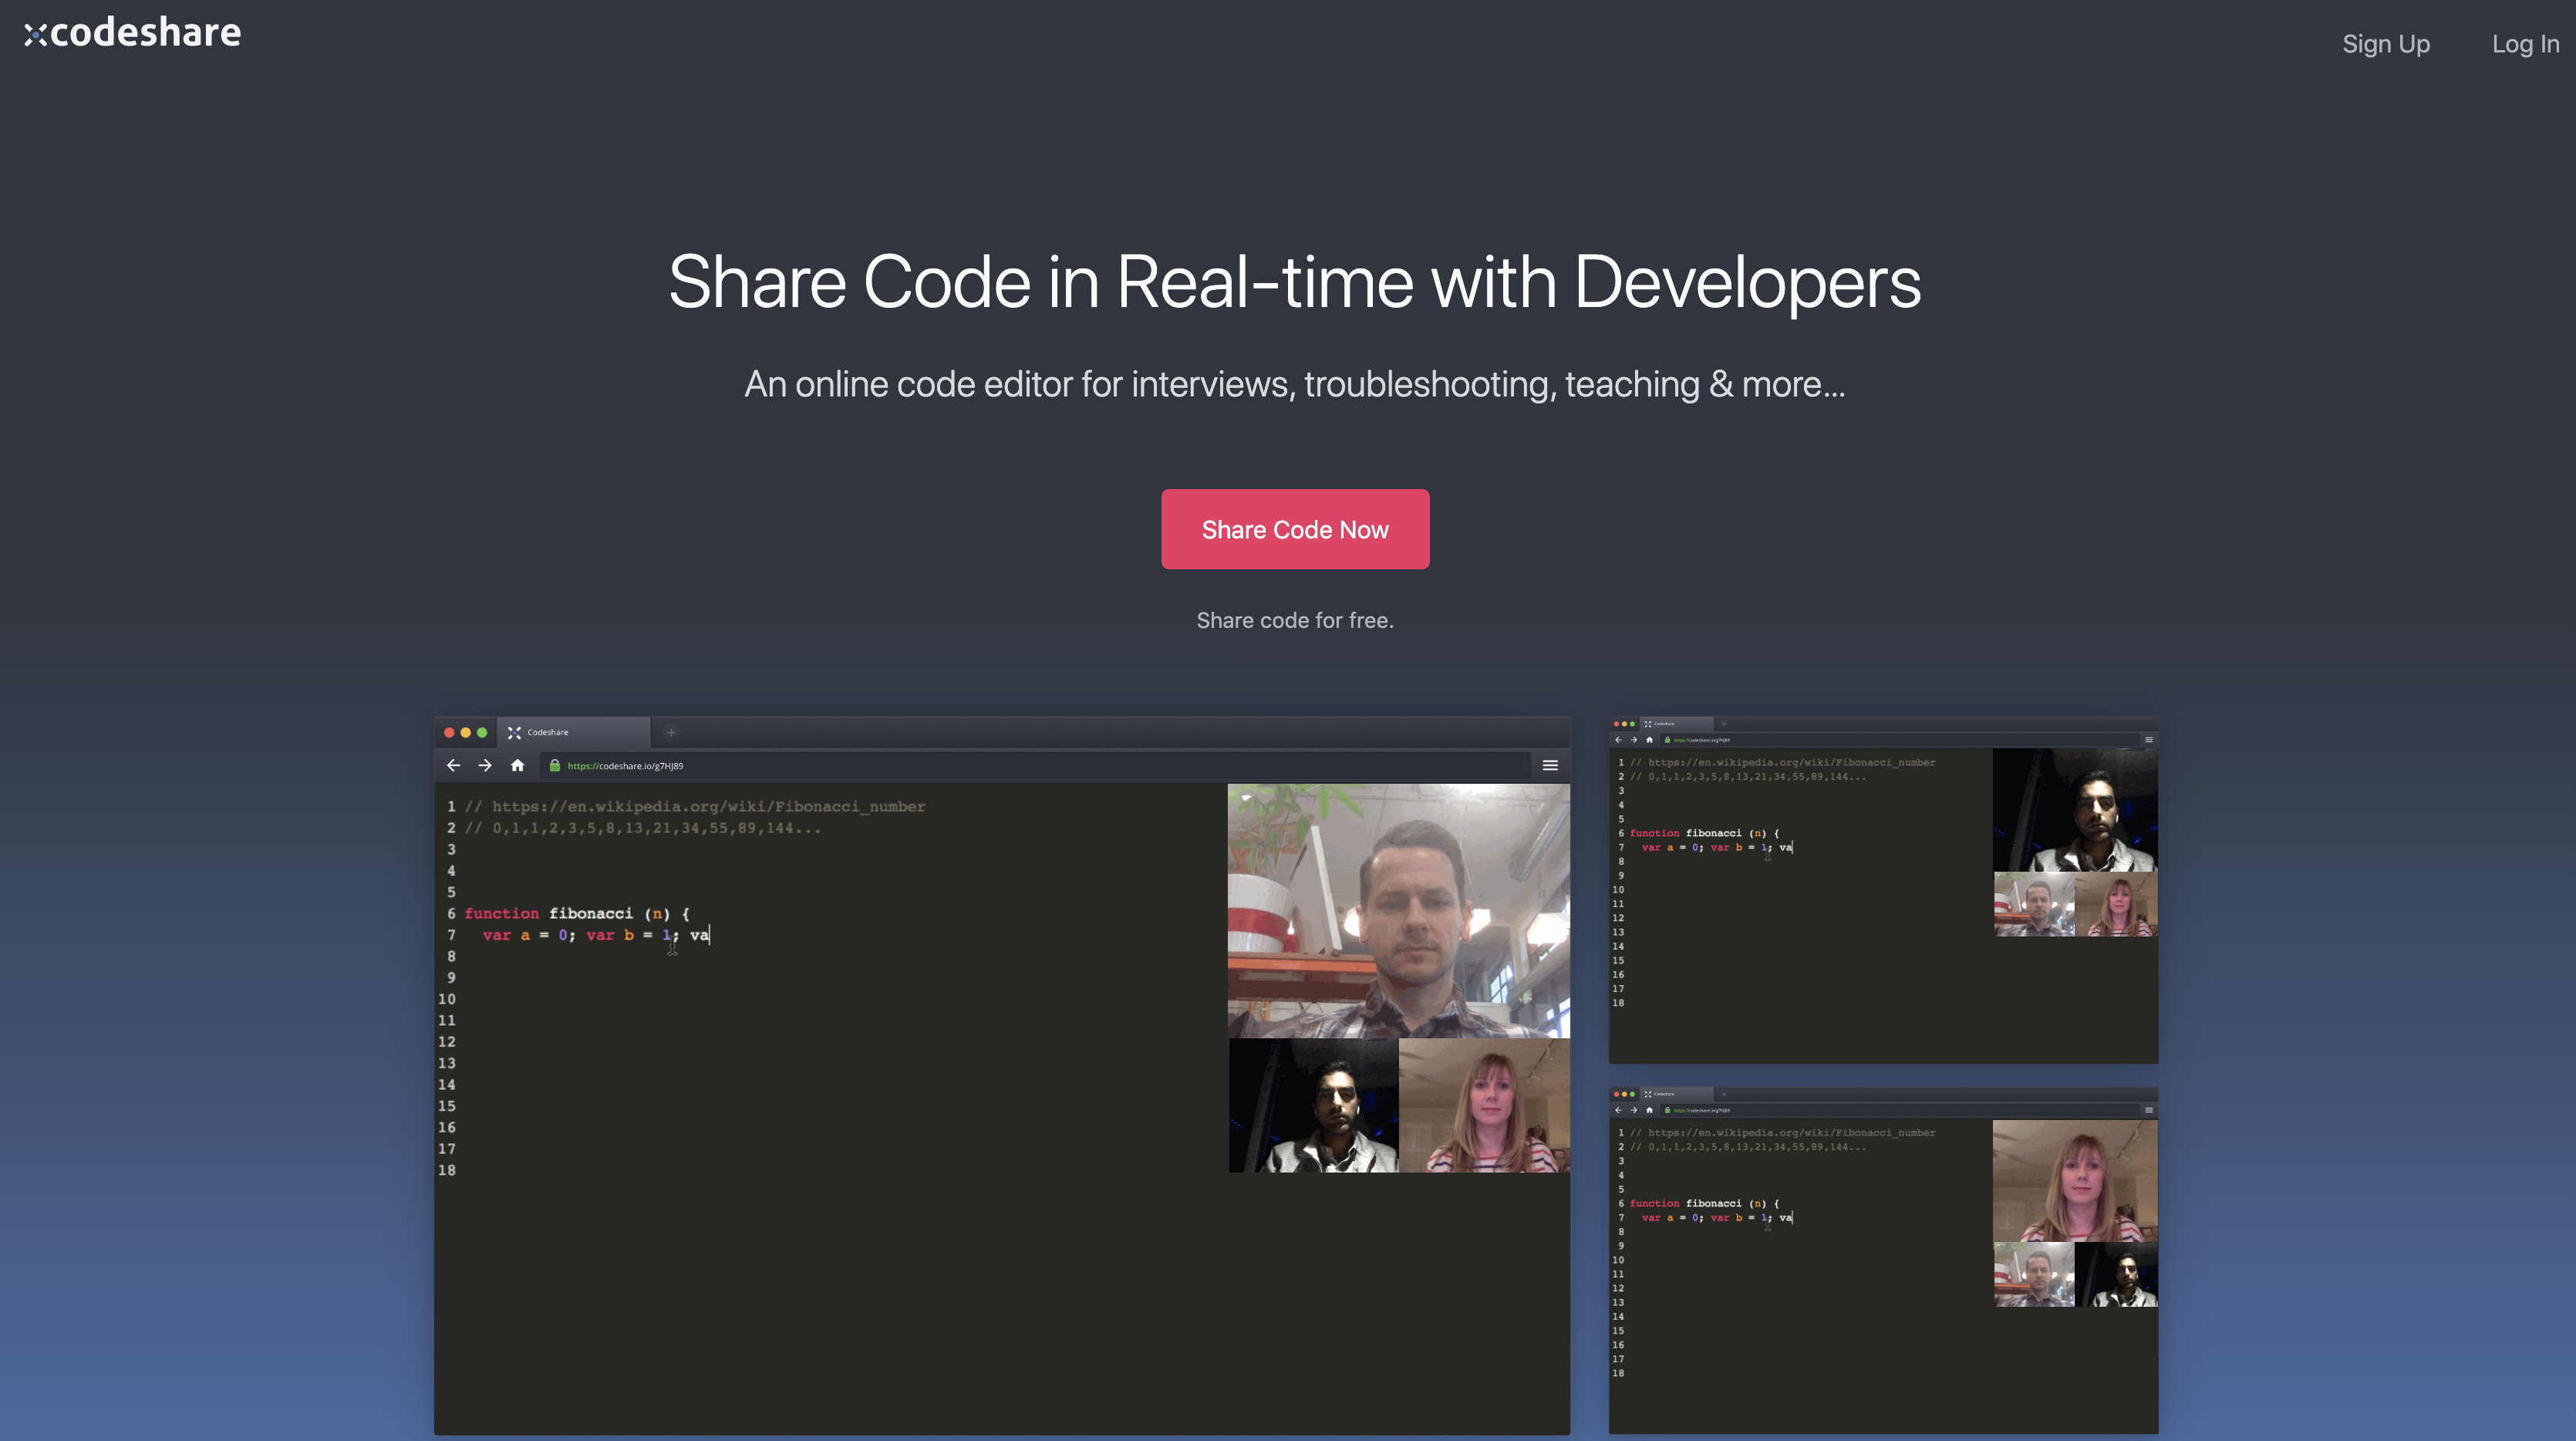 codeshare
Sign Up
Log In
Share Code in Real-time with Developers
An online code editor for interviews, troubleshooting, teaching & more...
Share Code Now
Share code for free.
Codeshare
https://codeshare.io/g7HJ89
1 // https://en.wikipedia.org/wiki/Fibonacci_number
2 // 0,1,1,2,3,5,8,13,21,34,55,89,144...
3
4
5
6 function fibonacci (n) {
7 var a = 0; var b = 1; va
8
9
10
11
12
13
14
15
16
17
18
Codeshare
https://codeshare.io/g7HJ89
1 // https://en.wikipedia.org/wiki/Fibonacci_number
2 // 0,1,1,2,3,5,8,13,21,34,55,89,144...
3
4
5
6 function fibonacci (n) {
7 var a = 0; var b = 1; va
8
9
10
11
12
13
14
15
16
17
18
Codeshare
https://codeshare.io/g7HJ89
1 // https://en.wikipedia.org/wiki/Fibonacci_number
2 // 0,1,1,2,3,5,8,13,21,34,55,89,144...
3
4
5
6 function fibonacci (n) {
7 var a = 0; var b = 1; va
8
9
10
11
12
13
14
15
16
17
18